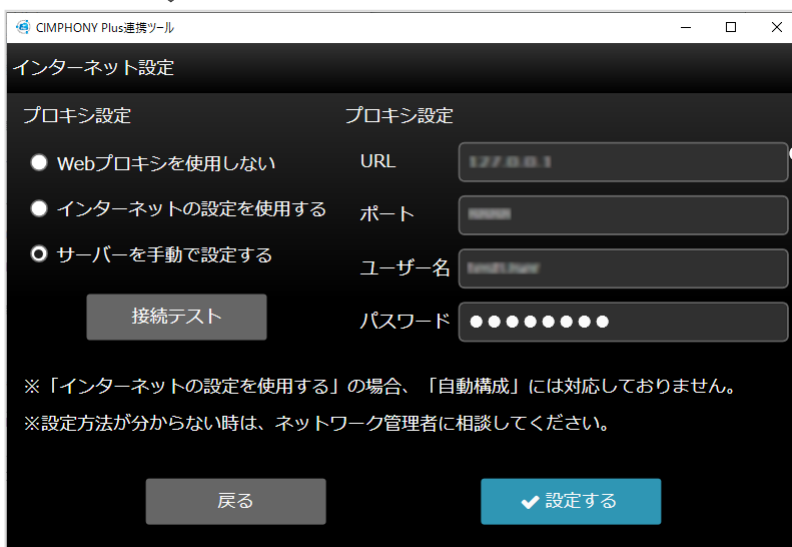 CIMPHONY Plus連携ツール
インターネット設定
プロキシ設定
Webプロキシを使用しない
インターネットの設定を使用する
サーバーを手動で設定する
接続テスト
プロキシ設定
URL
127.0.0.1
ポート
ユーザー名
パスワード ●●●●●●●●
※「インターネットの設定を使用する」の場合、「自動構成」には対応しておりません。
※設定方法が分からない時は、ネットワーク管理者に相談してください。
戻る
設定する